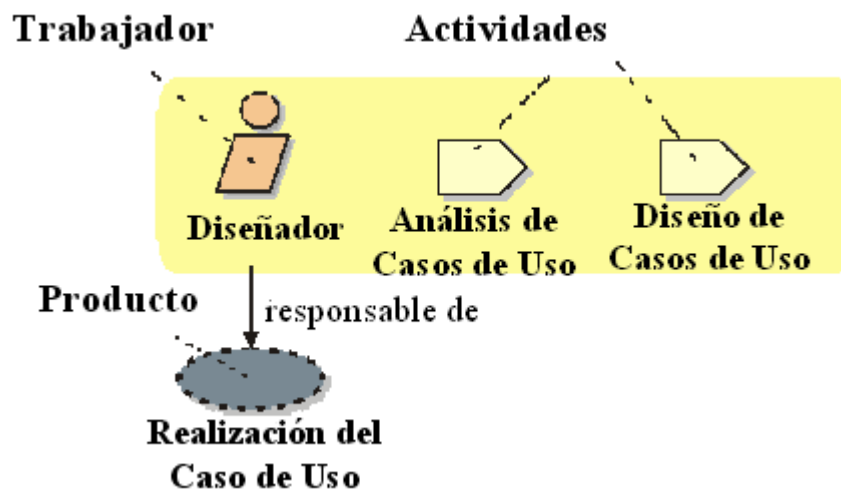 Trabajador
Actividades
Diseñador
Análisis de
Casos de Uso
Diseño de
Casos de Uso
Producto
responsable de
Realización del
Caso de Uso